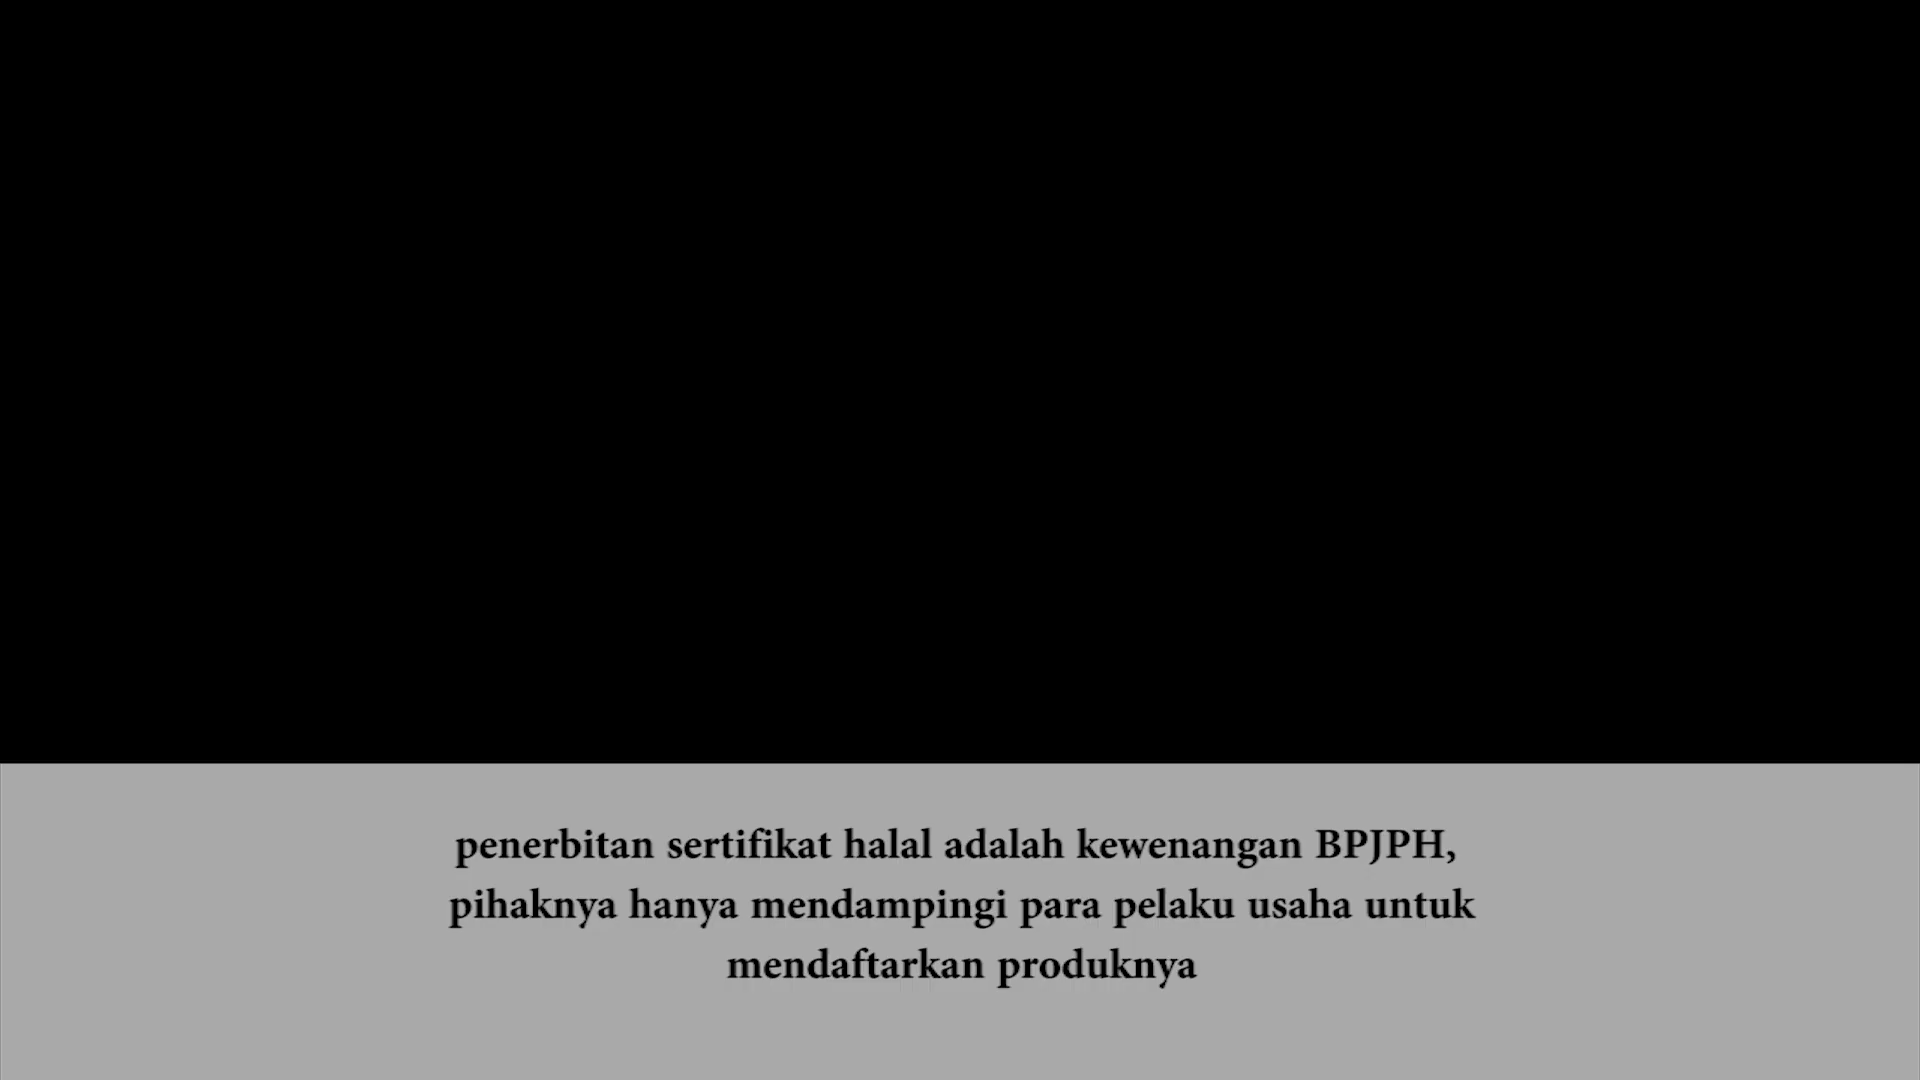 penerbitan sertifikat halal adalah kewenangan BPJPH,
pihaknya hanya mendampingi para pelaku usaha untuk
mendaftarkan produknya